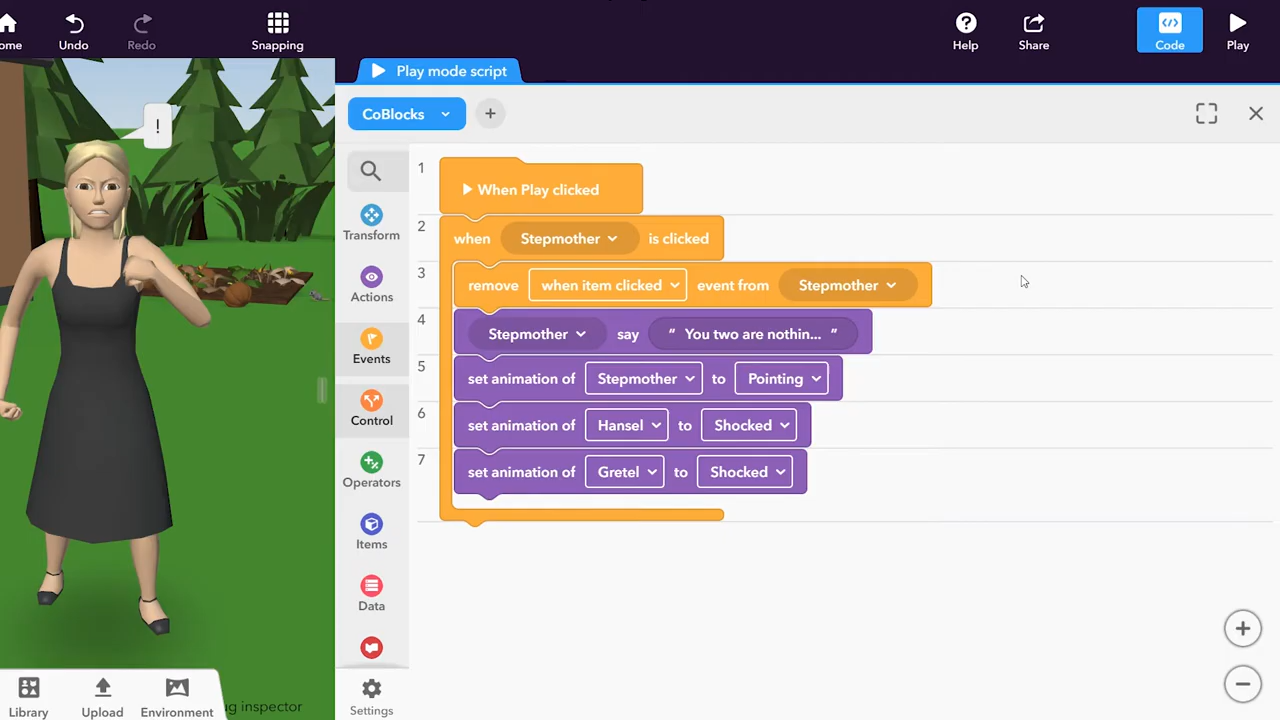 ome
Undo
Redo
Snapping
Help
Share
Code
Play
Play mode script
CoBlocks
!
Transform
Actions
Events
Control
Operators
Items
Data
Settings
1
When Play clicked
2
when Stepmother is clicked
3
remove when item clicked event from Stepmother
4
Stepmother say “ You two are nothin... ”
5
set animation of Stepmother to Pointing
6
set animation of Hansel to Shocked
7
set animation of Gretel to Shocked
Library
Upload
Environment
ug inspector